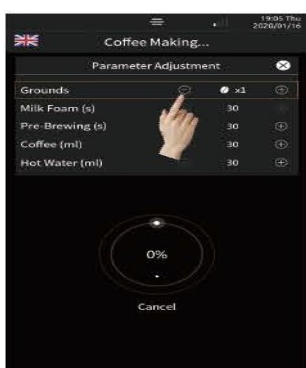 19:05 Thu
2020/01/16
Coffee Making...
Parameter Adjustment
Grounds x1
Milk Foam (s) 30
Pre-Brewing (s) 30
Coffee (ml) 30
Hot Water (ml) 30
0%
Cancel